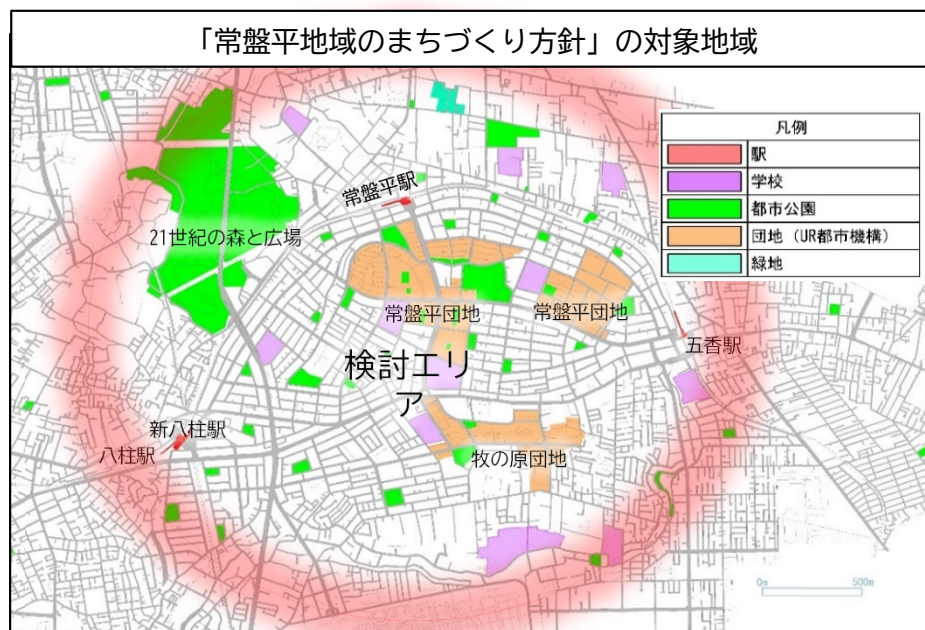 「常盤平地域のまちづくり方針」の対象地域
凡例
駅
学校
都市公園
団地（UR都市機構）
緑地
常盤平駅
21世紀の森と広場
常盤平団地
常盤平団地
五香駅
検討エリ
ア
新八柱駅
八柱駅
牧の原団地
0m
500m